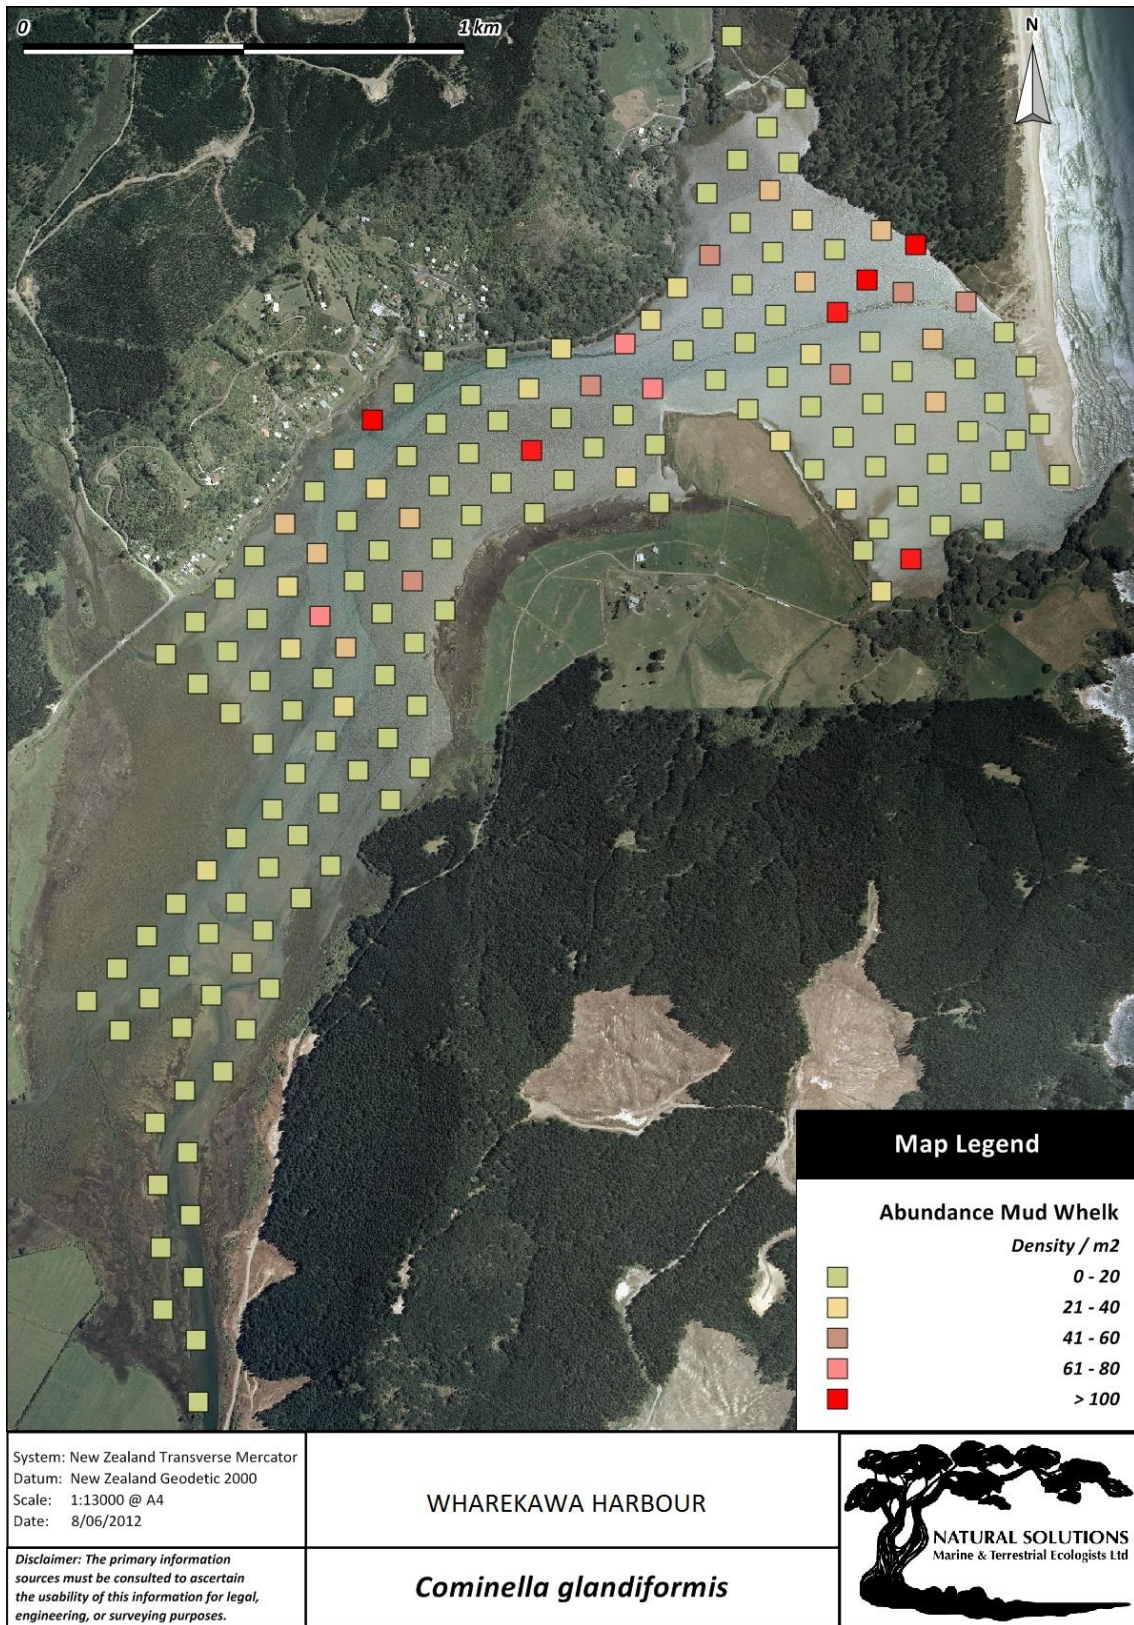 0 1 km
N
Map Legend
Abundance Mud Whelk
Density / m2
0 - 20
21 - 40
41 - 60
61 - 80
> 100
System: New Zealand Transverse Mercator
Datum: New Zealand Geodetic 2000
Scale: 1:13000 @ A4
Date: 8/06/2012
Disclaimer: The primary information
sources must be consulted to ascertain
the usability of this information for legal,
engineering, or surveying purposes.
WHAREKAWA HARBOUR
Cominella glandiformis
NATURAL SOLUTIONS
Marine & Terrestrial Ecologists Ltd